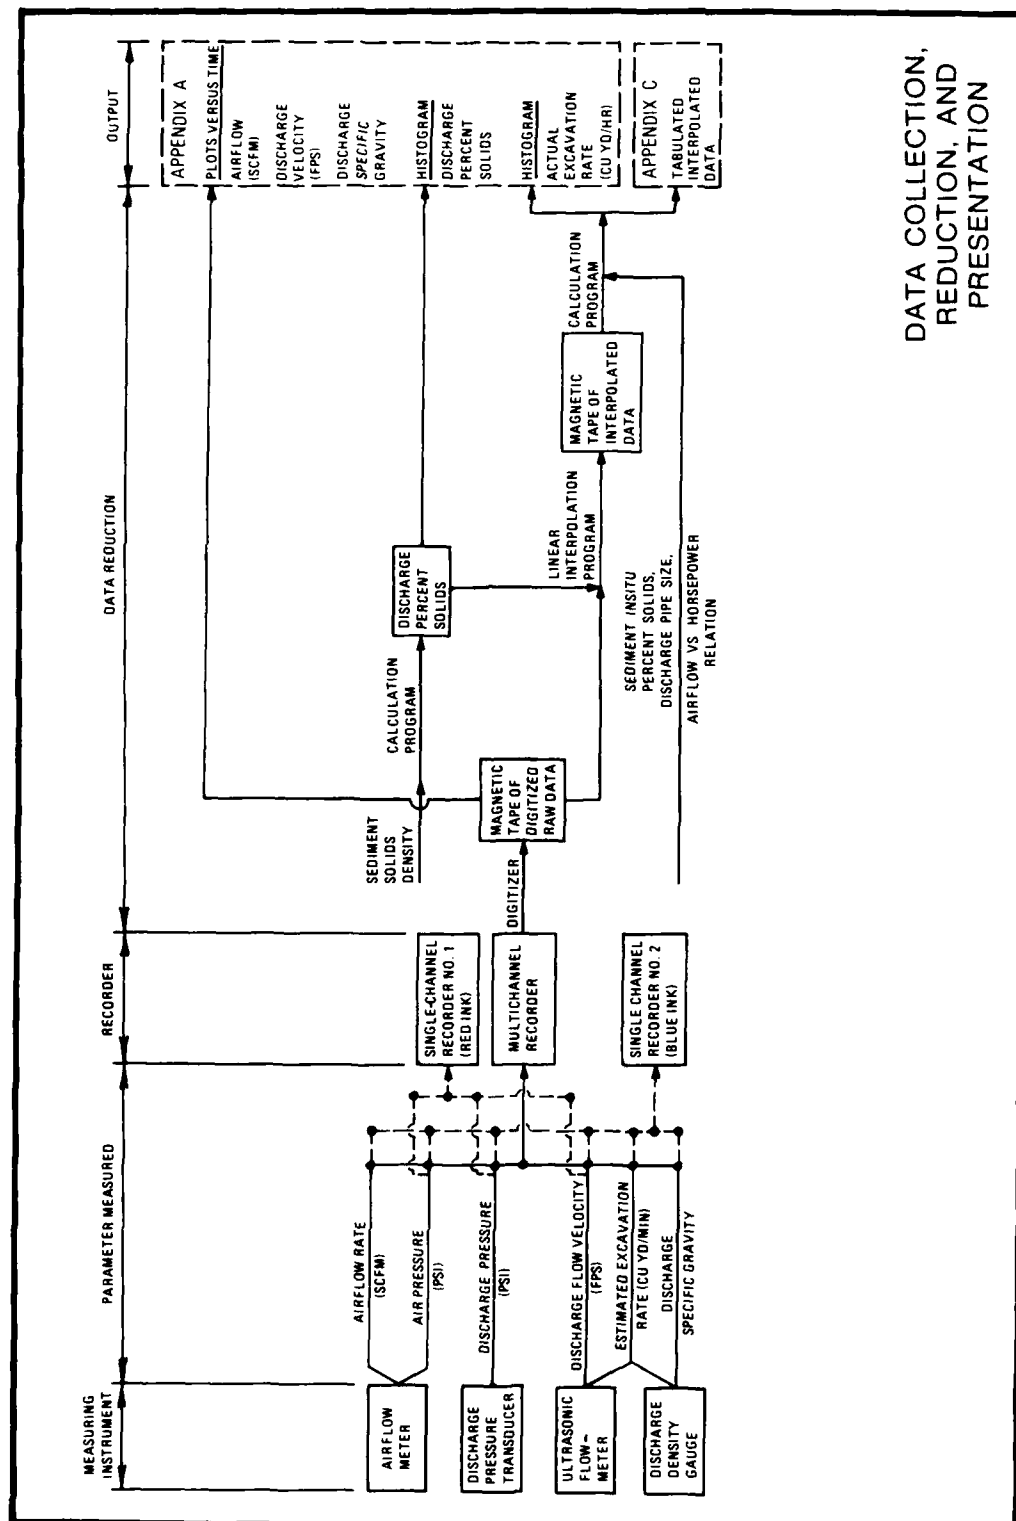 MEASURING
INSTRUMENT
PARAMETER MEASURED
RECORDER
DATA REDUCTION
OUTPUT
AIRFLOW
METER
DISCHARGE
PRESSURE
TRANSDUCER
ULTRASONIC
FLOW-
METER
DISCHARGE
DENSITY
GAUGE
AIRFLOW RATE
(SCFM)
AIR PRESSURE
(PSI)
DISCHARGE PRESSURE
(PSI)
DISCHARGE FLOW VELOCITY
(FPS)
ESTIMATED EXCAVATION
RATE (CU YD/MIN)
DISCHARGE
SPECIFIC GRAVITY
SINGLE-CHANNEL
RECORDER NO. 1
(RED INK)
MULTICHANNEL
RECORDER
SINGLE CHANNEL
RECORDER NO. 2
(BLUE INK)
DIGITIZER
SEDIMENT
SOLIDS
DENSITY
MAGNETIC
TAPE OF
DIGITIZED
RAW DATA
CALCULATION
PROGRAM
DISCHARGE
PERCENT
SOLIDS
LINEAR
INTERPOLATION
PROGRAM
SEDIMENT INSITU
PERCENT SOLIDS,
DISCHARGE PIPE SIZE,
AIRFLOW VS HORSEPOWER
RELATION
MAGNETIC
TAPE OF
INTERPOLATED
DATA
CALCULATION
PROGRAM
APPENDIX A
PLOTS VERSUS TIME
AIRFLOW
(SCFM)
DISCHARGE
VELOCITY
(FPS)
DISCHARGE
SPECIFIC
GRAVITY
HISTOGRAM
DISCHARGE
PERCENT
SOLIDS
HISTOGRAM
ACTUAL
EXCAVATION
RATE
(CU YD/HR)
APPENDIX C
TABULATED
INTERPOLATED
DATA
DATA COLLECTION,
REDUCTION, AND
PRESENTATION